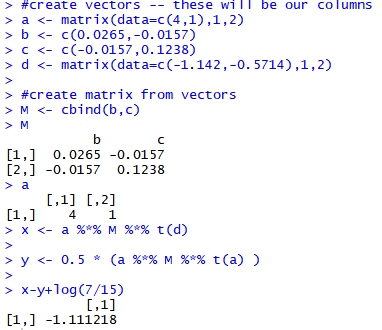 > #create vectors -- these will be our columns
> a <- matrix(data=c(4,1),1,2)
> b <- c(0.0265,-0.0157)
> c <- c(-0.0157,0.1238)
> d <- matrix(data=c(-1.142,-0.5714),1,2)
>
> #create matrix from vectors
> M <- cbind(b,c)
> M
           b       c
[1,]  0.0265 -0.0157
[2,] -0.0157  0.1238
> a
     [,1] [,2]
[1,]    4    1
> x <- a %*% M %*% t(d)
>
> y <- 0.5 * (a %*% M %*% t(a) )
>
> x-y+log(7/15)
          [,1]
[1,] -1.111218